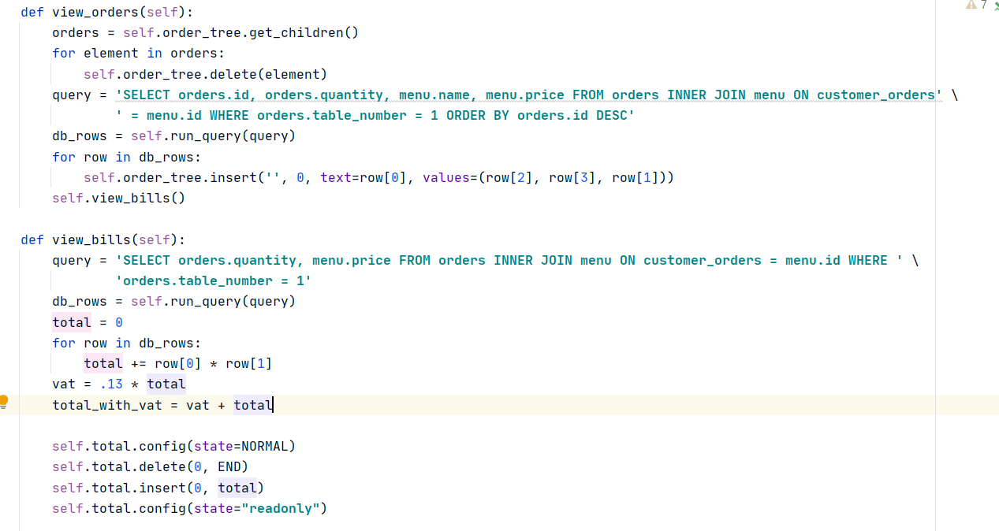 def view_orders(self):
    orders = self.order_tree.get_children()
    for element in orders:
        self.order_tree.delete(element)
    query = 'SELECT orders.id, orders.quantity, menu.name, menu.price FROM orders INNER JOIN menu ON customer_orders' \
            ' = menu.id WHERE orders.table_number = 1 ORDER BY orders.id DESC'
    db_rows = self.run_query(query)
    for row in db_rows:
        self.order_tree.insert('', 0, text=row[0], values=(row[2], row[3], row[1]))
    self.view_bills()

def view_bills(self):
    query = 'SELECT orders.quantity, menu.price FROM orders INNER JOIN menu ON customer_orders = menu.id WHERE ' \
            'orders.table_number = 1'
    db_rows = self.run_query(query)
    total = 0
    for row in db_rows:
        total += row[0] * row[1]
    vat = .13 * total
    total_with_vat = vat + total

    self.total.config(state=NORMAL)
    self.total.delete(0, END)
    self.total.insert(0, total)
    self.total.config(state="readonly")
7